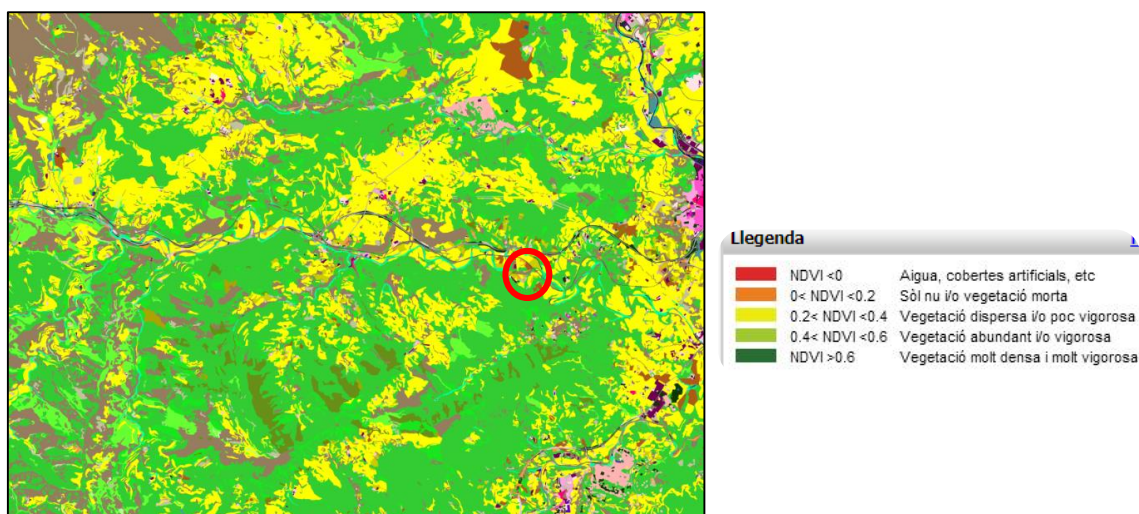 Llegenda
NDVI <0 Aigua, cobertes artificials, etc
0< NDVI <0.2 Sòl nu i/o vegetació morta
0.2< NDVI <0.4 Vegetació dispersa i/o poc vigorosa
0.4< NDVI <0.6 Vegetació abundant i/o vigorosa
NDVI >0.6 Vegetació molt densa i molt vigorosa